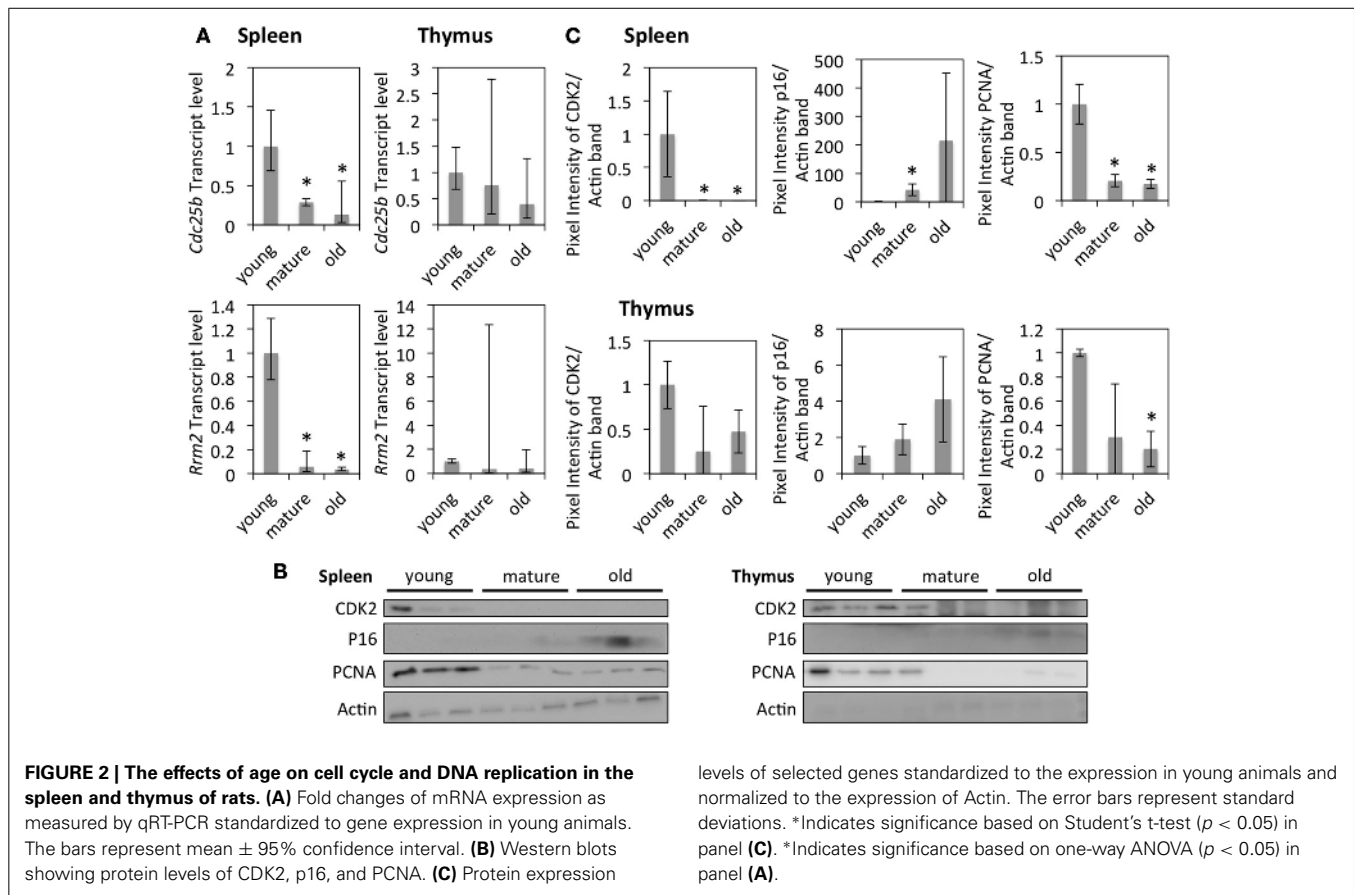 A Spleen Thymus C Spleen
Cdc25b Transcript level
2
1.5
1
0.5
0
young mature old
* *
Cdc25b Transcript level
3
2.5
2
1.5
1
0.5
0
young mature old
Pixel Intensity of CDK2/
Actin band
2
1.5
1
0.5
0
young mature old
* *
Pixel Intensity p16/
Actin band
500
400
300
200
100
0
young mature old
*
Pixel Intensity PCNA/
Actin band
1.5
1
0.5
0
young mature old
* *
Rrm2 Transcript level
1.4
1.2
1
0.8
0.6
0.4
0.2
0
young mature old
* *
Rrm2 Transcript level
14
12
10
8
6
4
2
0
young mature old
Thymus
Pixel Intensity of CDK2/
Actin band
1.5
1
0.5
0
young mature old
Pixel Intensity of p16/
Actin band
8
6
4
2
0
young mature old
Pixel Intensity of PCNA/
Actin band
1.2
1
0.8
0.6
0.4
0.2
0
young mature old
*
B Spleen young mature old
CDK2
P16
PCNA
Actin
Thymus young mature old
CDK2
P16
PCNA
Actin
FIGURE 2 | The effects of age on cell cycle and DNA replication in the
spleen and thymus of rats. (A) Fold changes of mRNA expression as
measured by qRT-PCR standardized to gene expression in young animals.
The bars represent mean ± 95% confidence interval. (B) Western blots
showing protein levels of CDK2, p16, and PCNA. (C) Protein expression
levels of selected genes standardized to the expression in young animals and
normalized to the expression of Actin. The error bars represent standard
deviations. *Indicates significance based on Student's t-test (p < 0.05) in
panel (C). *Indicates significance based on one-way ANOVA (p < 0.05) in
panel (A).